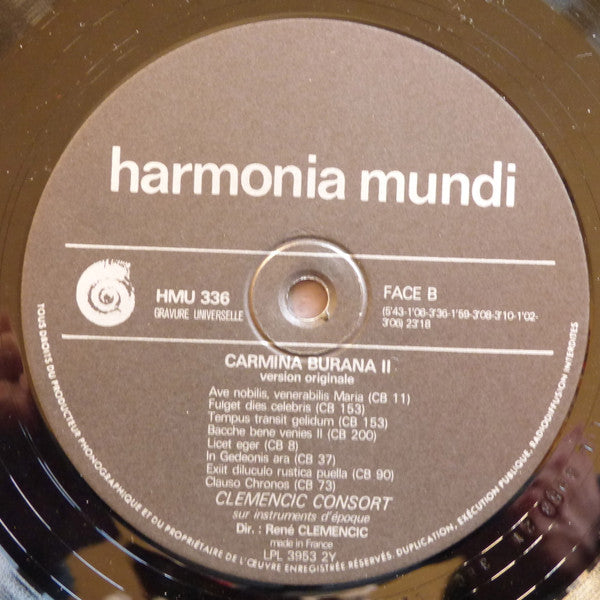 harmonia mundi
HMU 336
GRAVURE UNIVERSELLE
FACE B
(5'43-1'06-3'36-1'59-3'08-3'10-1'02-
3'06) 23'18
CARMINA BURANA II
version originale
Ave nobilis, venerabilis Maria (CB 11)
Fulget dies celebris (CB 153)
Tempus transit gelidum (CB 153)
Bacche bene venies II (CB 200)
Licet eger (CB 8)
In Gedeonis ara (CB 37)
Exiit diluculo rustica puella (CB 90)
Clauso Chronos (CB 73)
CLEMENCIC CONSORT
sur instruments d'époque
Dir. : René CLEMENCIC
made in France
LPL 3953 2Y
TOUS DROITS DU PRODUCTEUR PHONOGRAPHIQUE ET DU PROPRIÉTAIRE DE L'ŒUVRE ENREGISTRÉE RÉSERVÉS. DUPLICATION, EXÉCUTION PUBLIQUE, RADIODIFFUSION INTERDITES